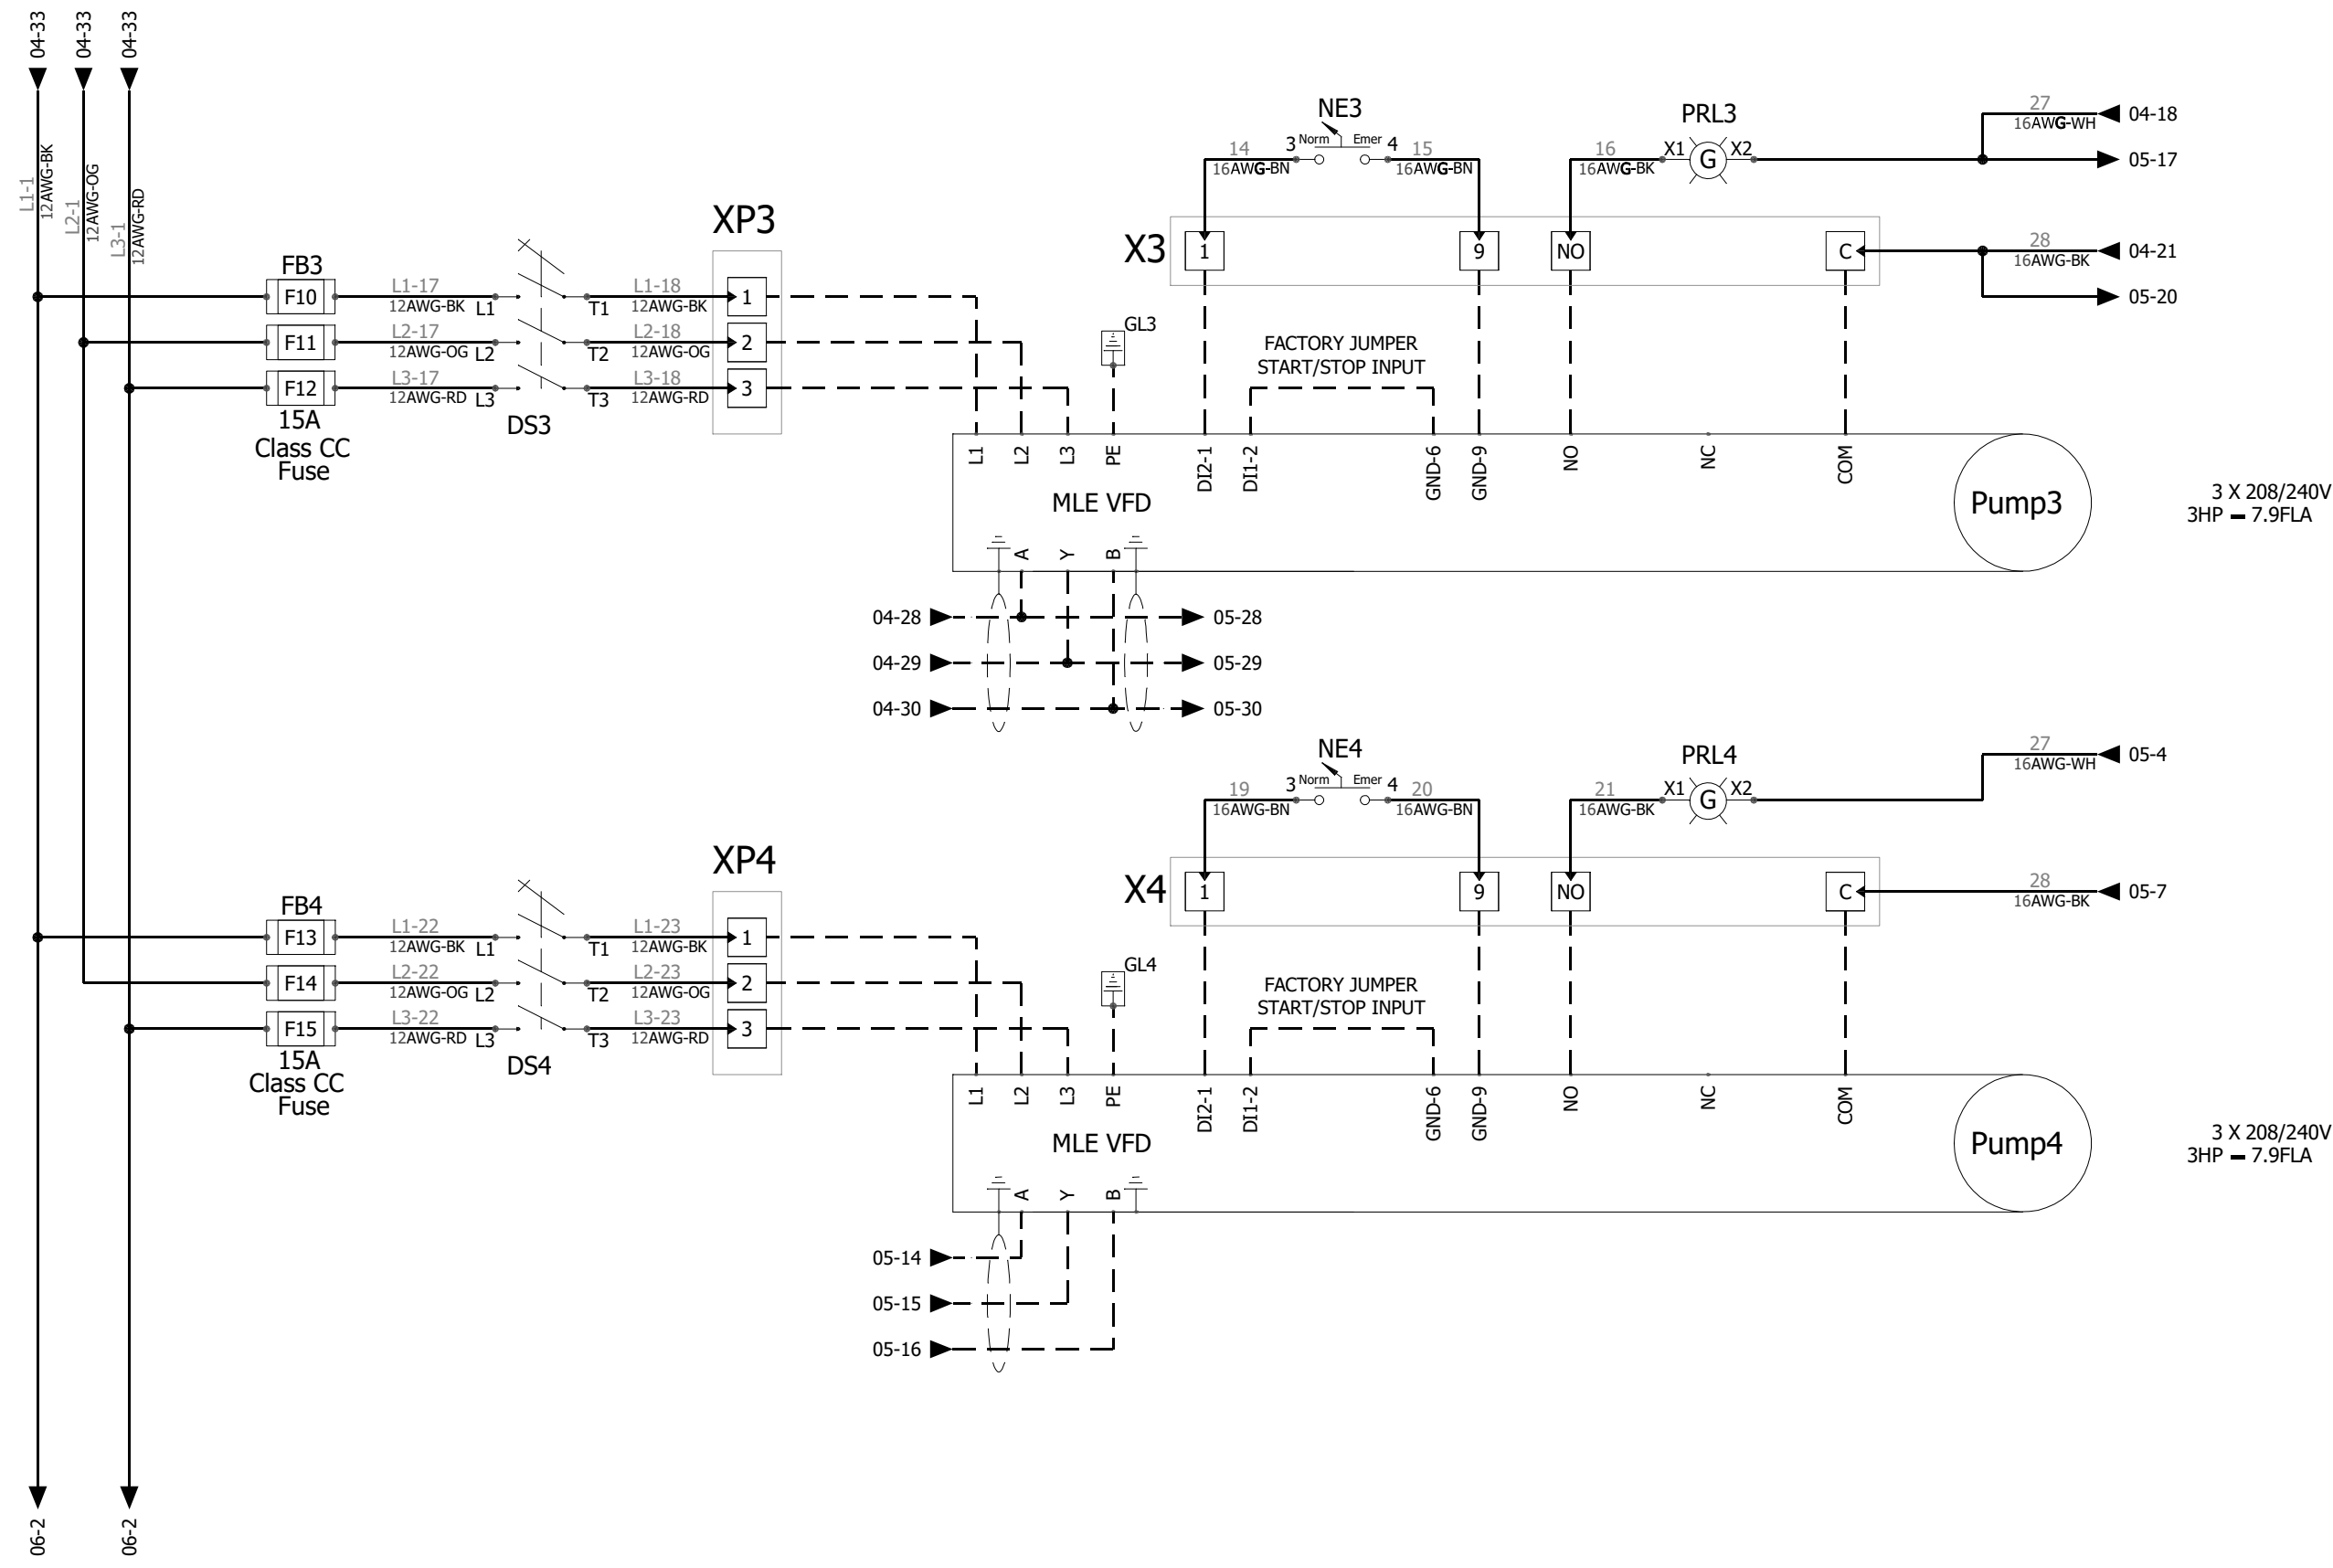 04-33
04-33
04-33
L1-1
12AWG-BK
L2-1
12AWG-OG
L3-1
12AWG-RD
NE3
PRL3
27
16AWG-WH
04-18
14
16AWG-BN
3
Norm
Emer
4
15
16AWG-BN
16
16AWG-BK
X1
G
X2
05-17
XP3
X3
1
9
NO
C
28
16AWG-BK
04-21
05-20
FB3
F10
L1-17
12AWG-BK
L1
T1
L1-18
12AWG-BK
1
F11
L2-17
12AWG-OG
L2
T2
L2-18
12AWG-OG
2
F12
L3-17
12AWG-RD
L3
T3
L3-18
12AWG-RD
3
15A
Class CC
Fuse
DS3
GL3
FACTORY JUMPER
START/STOP INPUT
L1
L2
L3
PE
DI2-1
DI1-2
GND-6
GND-9
NO
NC
COM
MLE VFD
Pump3
3 X 208/240V
3HP - 7.9FLA
A
Y
B
04-28
05-28
04-29
05-29
04-30
05-30
NE4
PRL4
27
16AWG-WH
05-4
19
16AWG-BN
3
Norm
Emer
4
20
16AWG-BN
21
16AWG-BK
X1
G
X2
XP4
X4
1
9
NO
C
28
16AWG-BK
05-7
FB4
F13
L1-22
12AWG-BK
L1
T1
L1-23
12AWG-BK
1
F14
L2-22
12AWG-OG
L2
T2
L2-23
12AWG-OG
2
F15
L3-22
12AWG-RD
L3
T3
L3-23
12AWG-RD
3
15A
Class CC
Fuse
DS4
GL4
FACTORY JUMPER
START/STOP INPUT
L1
L2
L3
PE
DI2-1
DI1-2
GND-6
GND-9
NO
NC
COM
MLE VFD
Pump4
3 X 208/240V
3HP - 7.9FLA
A
Y
B
05-14
05-15
05-16
06-2
06-2